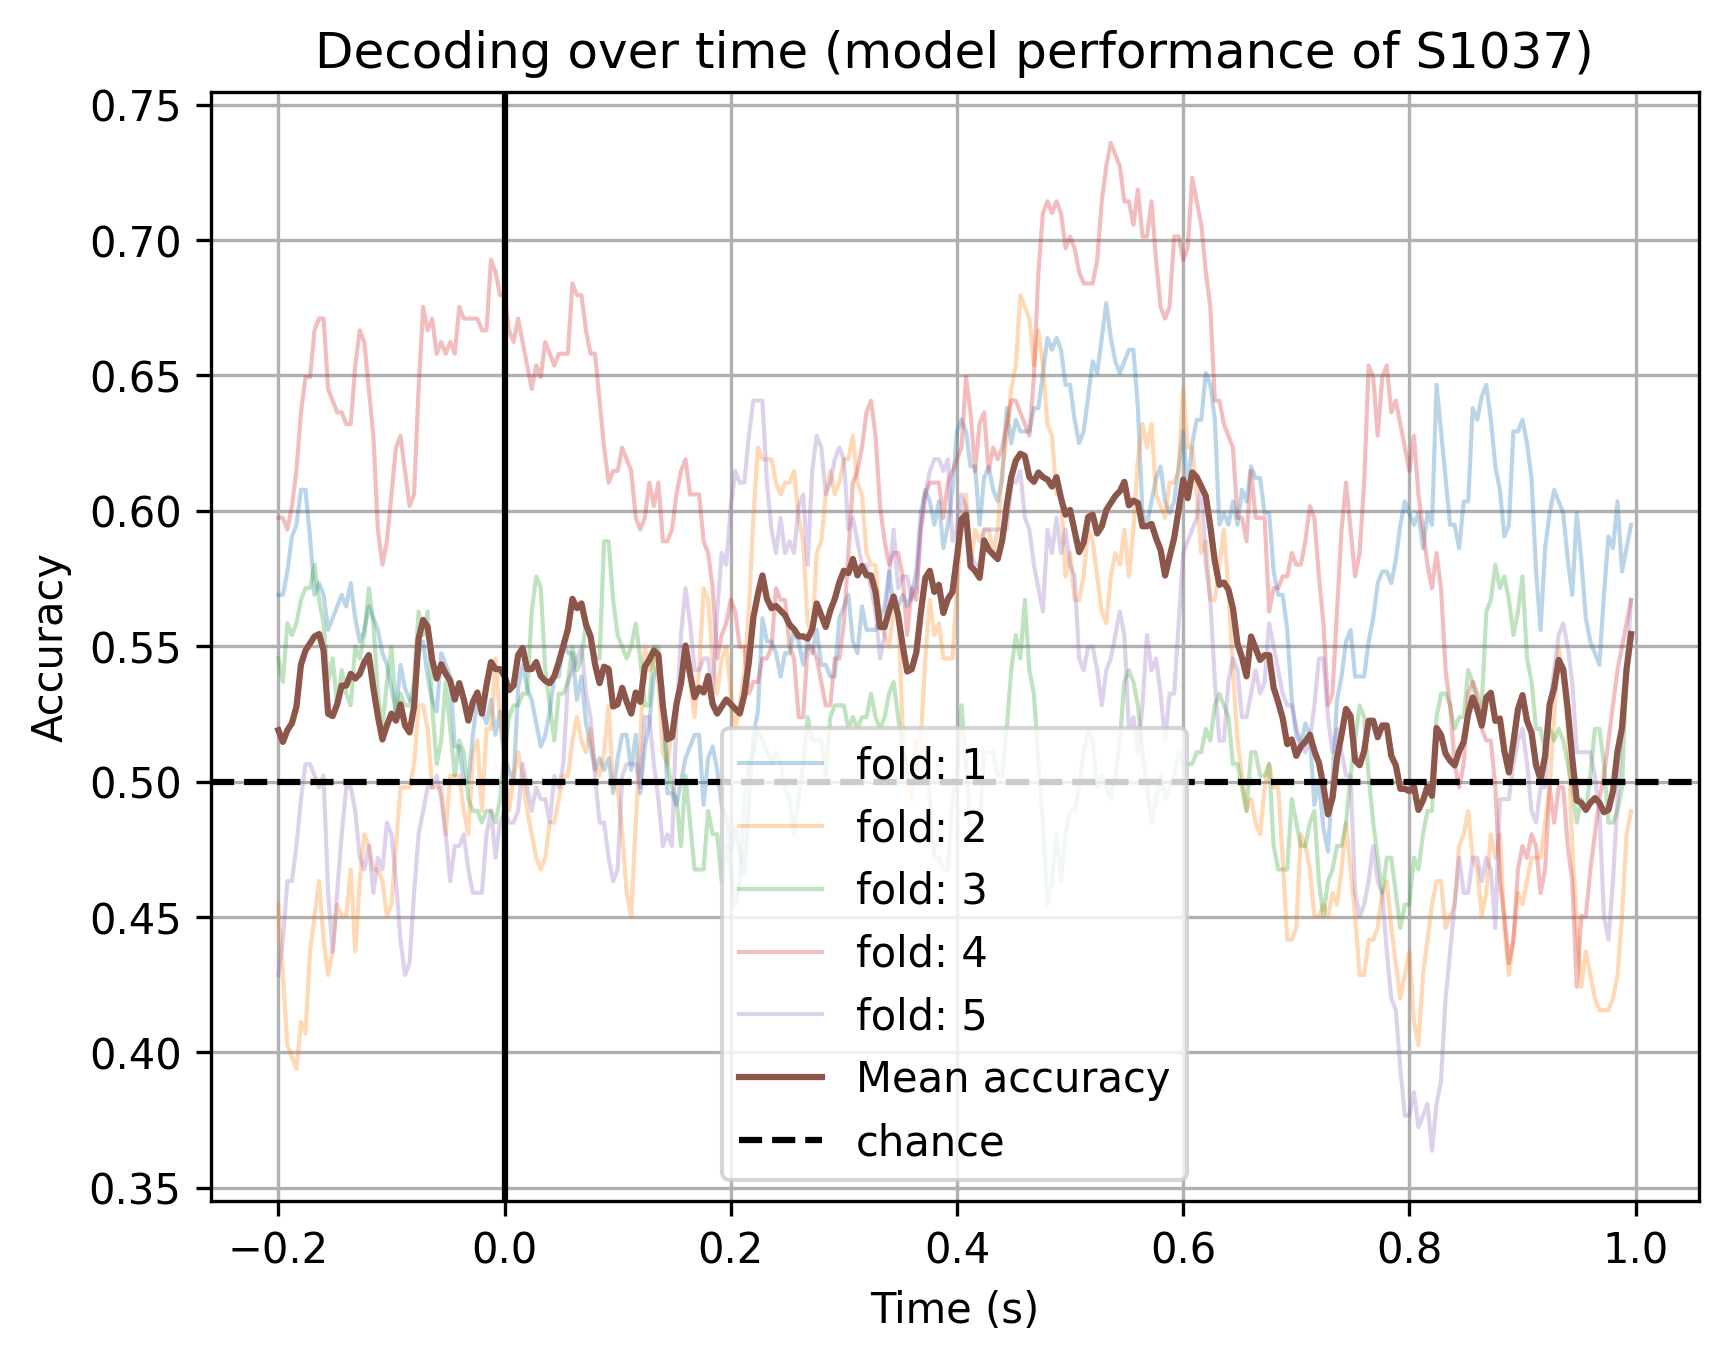 Decoding over time (model performance of S1037)
0.75
0.70
0.65
0.60
0.55
0.50
0.45
0.40
0.35
Accuracy
fold: 1
fold: 2
fold: 3
fold: 4
fold: 5
Mean accuracy
chance
−0.2 0.0 0.2 0.4 0.6 0.8 1.0
Time (s)